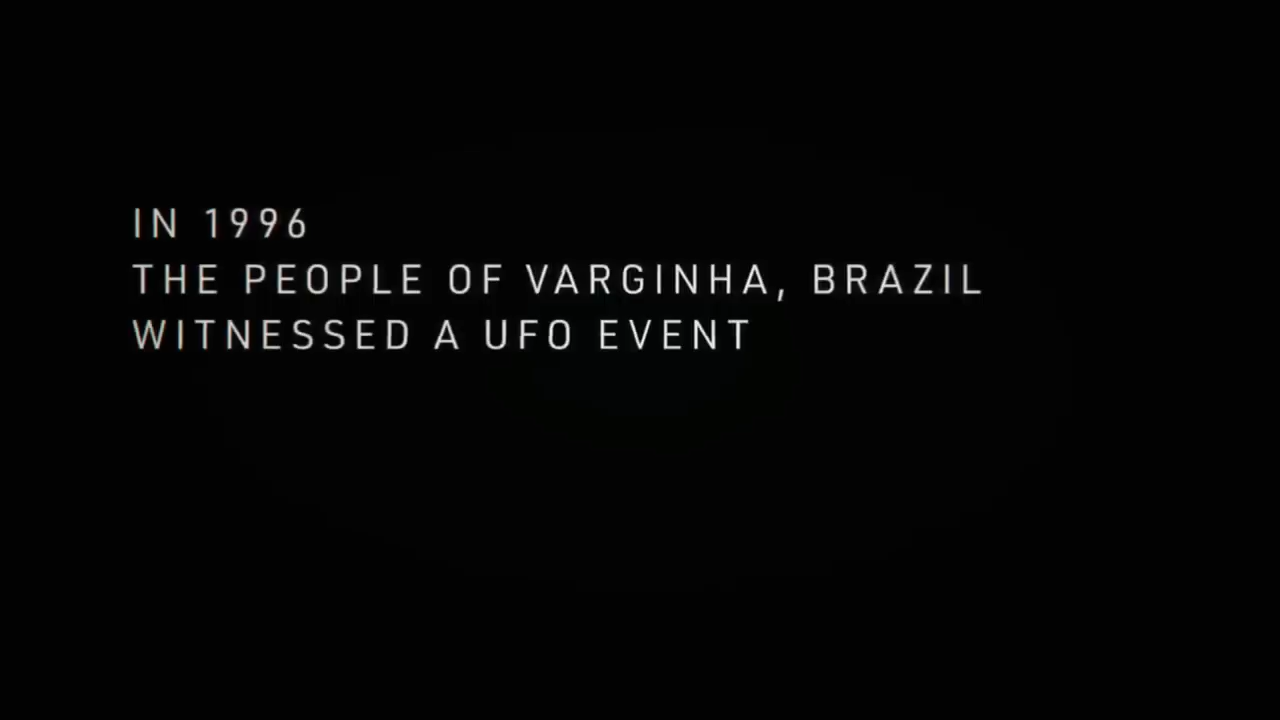 IN 1996
THE PEOPLE OF VARGINHA, BRAZIL
WITNESSED A UFO EVENT